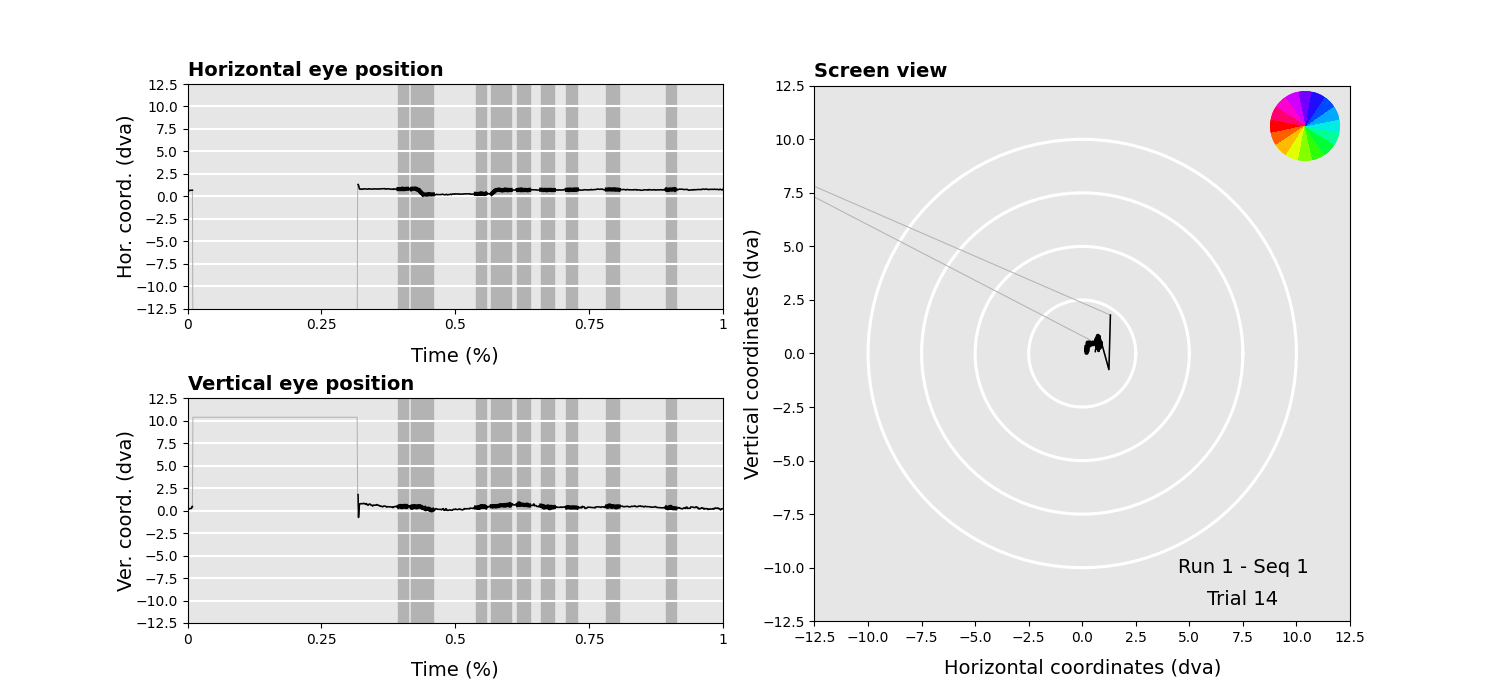 Horizontal eye position
Hor. coord. (dva)
12.5
10.0
7.5
5.0
2.5
0.0
−2.5
−5.0
−7.5
−10.0
−12.5
0 0.25 0.5 0.75 1
Time (%)
Vertical eye position
Ver. coord. (dva)
12.5
10.0
7.5
5.0
2.5
0.0
−2.5
−5.0
−7.5
−10.0
−12.5
0 0.25 0.5 0.75 1
Time (%)
Screen view
Vertical coordinates (dva)
12.5
10.0
7.5
5.0
2.5
0.0
−2.5
−5.0
−7.5
−10.0
−12.5
Run 1 - Seq 1
Trial 14
−12.5 −10.0 −7.5 −5.0 −2.5 0.0 2.5 5.0 7.5 10.0 12.5
Horizontal coordinates (dva)